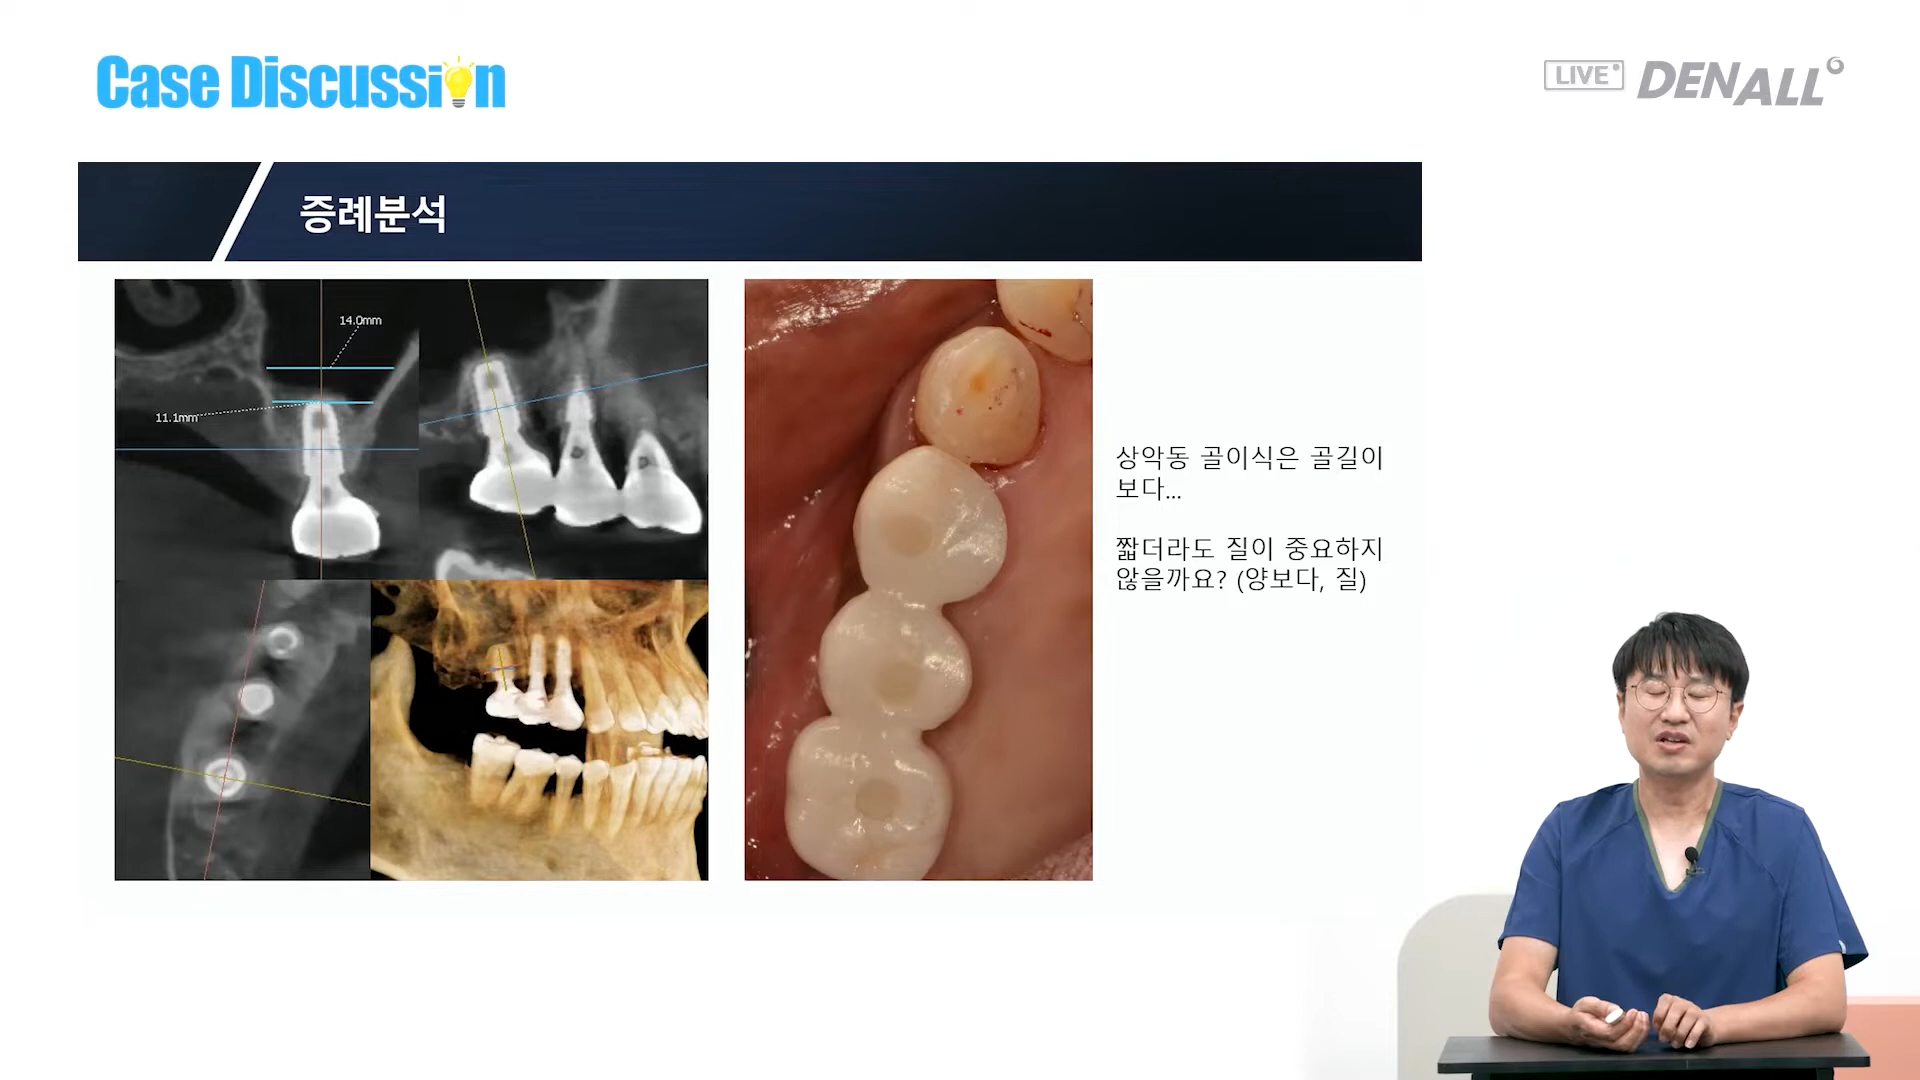 Case Discussion
LIVE DENALL
증례분석
14.0mm
11.1mm
상악동 골이식은 골길이
보다...
짧더라도 질이 중요하지
않을까요? (양보다, 질)